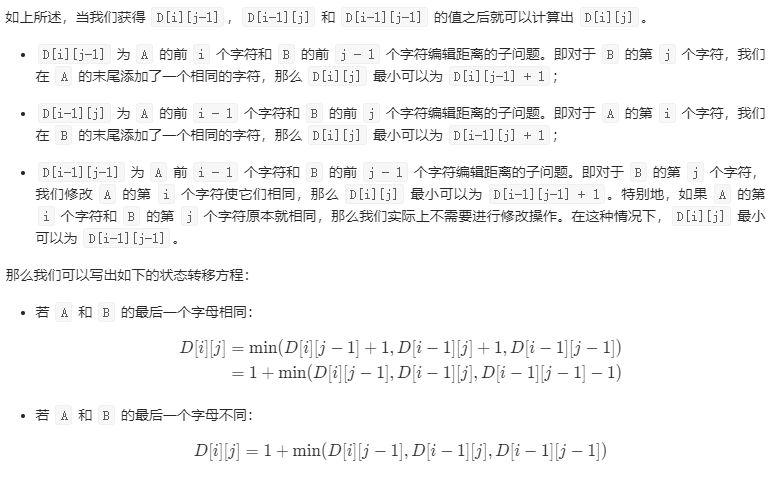 如上所述,当我们获得 D[i][j-1] , D[i-1][j] 和 D[i-1][j-1] 的值之后就可以计算出 D[i][j] 。
• D[i][j-1] 为 A 的前 i 个字符和 B 的前 j - 1 个字符编辑距离的子问题。即对于 B 的第 j 个字符,我们
在 A 的末尾添加了一个相同的字符,那么 D[i][j] 最小可以为 D[i][j-1] + 1 ;
• D[i-1][j] 为 A 的前 i - 1 个字符和 B 的前 j 个字符编辑距离的子问题。即对于 A 的第 i 个字符,我们
在 B 的末尾添加了一个相同的字符,那么 D[i][j] 最小可以为 D[i-1][j] + 1 ;
• D[i-1][j-1] 为 A 前 i - 1 个字符和 B 的前 j - 1 个字符编辑距离的子问题。即对于 B 的第 j 个字符,
我们修改 A 的第 i 个字符使它们相同,那么 D[i][j] 最小可以为 D[i-1][j-1] + 1 。特别地,如果 A 的第
i 个字符和 B 的第 j 个字符原本就相同,那么我们实际上不需要进行修改操作。在这种情况下, D[i][j] 最小
可以为 D[i-1][j-1] 。
那么我们可以写出如下的状态转移方程:
• 若 A 和 B 的最后一个字母相同:
D[i][j] = min(D[i][j − 1] + 1, D[i − 1][j] + 1, D[i − 1][j − 1])
= 1 + min(D[i][j − 1], D[i − 1][j], D[i − 1][j − 1] − 1)
• 若 A 和 B 的最后一个字母不同:
D[i][j] = 1 + min(D[i][j − 1], D[i − 1][j], D[i − 1][j − 1])